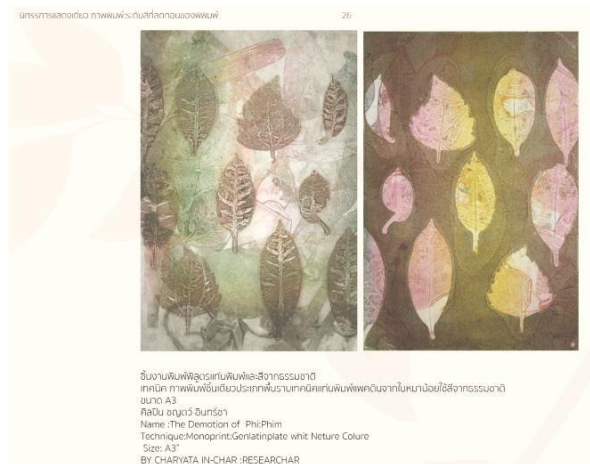 นิทรรศการแสดงเดี่ยว ภาพพิมพ์:ระดับสีที่ลดทอนของพิพิมพ์ 26
ชิ้นงานพิมพ์พิสูตรแท่นพิมพ์และสีจากธรรมชาติ
เทคนิค ภาพพิมพ์ชิ้นเดียวประเภทพื้นราบเทคนิคแท่นพิมพ์แพคตินจากใบหมาน้อยใช้สีจากธรรมชาติ
ขนาด A3
ศิลปิน ชญตว์ อินทร์ชา
Name :The Demotion of Phi:Phim
Technique:Monoprint:Genlatinplate whit Neture Colure
Size: A3"
BY CHARYATA IN-CHAR :RESEARCHAR